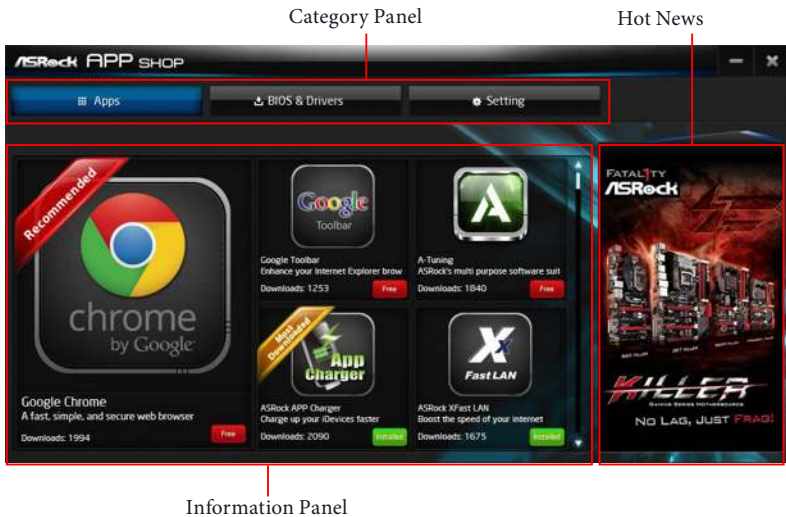 Category Panel
Hot News
ASRock APP SHOP
Apps
BIOS & Drivers
Setting
Recommended
chrome
by Google
Google Chrome
A fast, simple, and secure web browser
Downloads: 1994
Free
Google
Toolbar
Google Toolbar
Enhance your Internet Explorer brow
Downloads: 1253
Free
A-Tuning
ASRock's multi purpose software suit
Downloads: 1840
Free
Most
Downloaded
App
Charger
ASRock APP Charger
Charge up your iDevices faster
Downloads: 2090
Installed
Fast LAN
ASRock XFast LAN
Boost the speed of your internet
Downloads: 1675
Installed
FATAL1TY
ASRock
KILLER
GAMING SERIES MOTHERBOARDS
NO LAG, JUST FRAG!
Information Panel